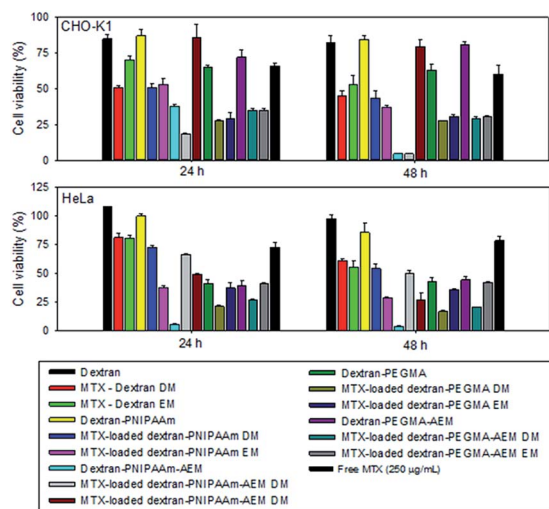 CHO-K1
Cell viability (%)
100
75
50
25
0
24 h
48 h
HeLa
Cell viability (%)
125
100
75
50
25
0
24 h
48 h
Dextran
MTX - Dextran DM
MTX - Dextran EM
Dextran-PNIPAAm
MTX-loaded dextran-PNIPAAm DM
MTX-loaded dextran-PNIPAAm EM
Dextran-PNIPAAm-AEM
MTX-loaded dextran-PNIPAAm-AEM DM
MTX-loaded dextran-PNIPAAm-AEM DM
Dextran-PEGMA
MTX-loaded dextran-PEGMA DM
MTX-loaded dextran-PEGMA EM
Dextran-PEGMA-AEM
MTX-loaded dextran-PEGMA-AEM DM
MTX-loaded dextran-PEGMA-AEM EM
Free MTX (250 µg/mL)